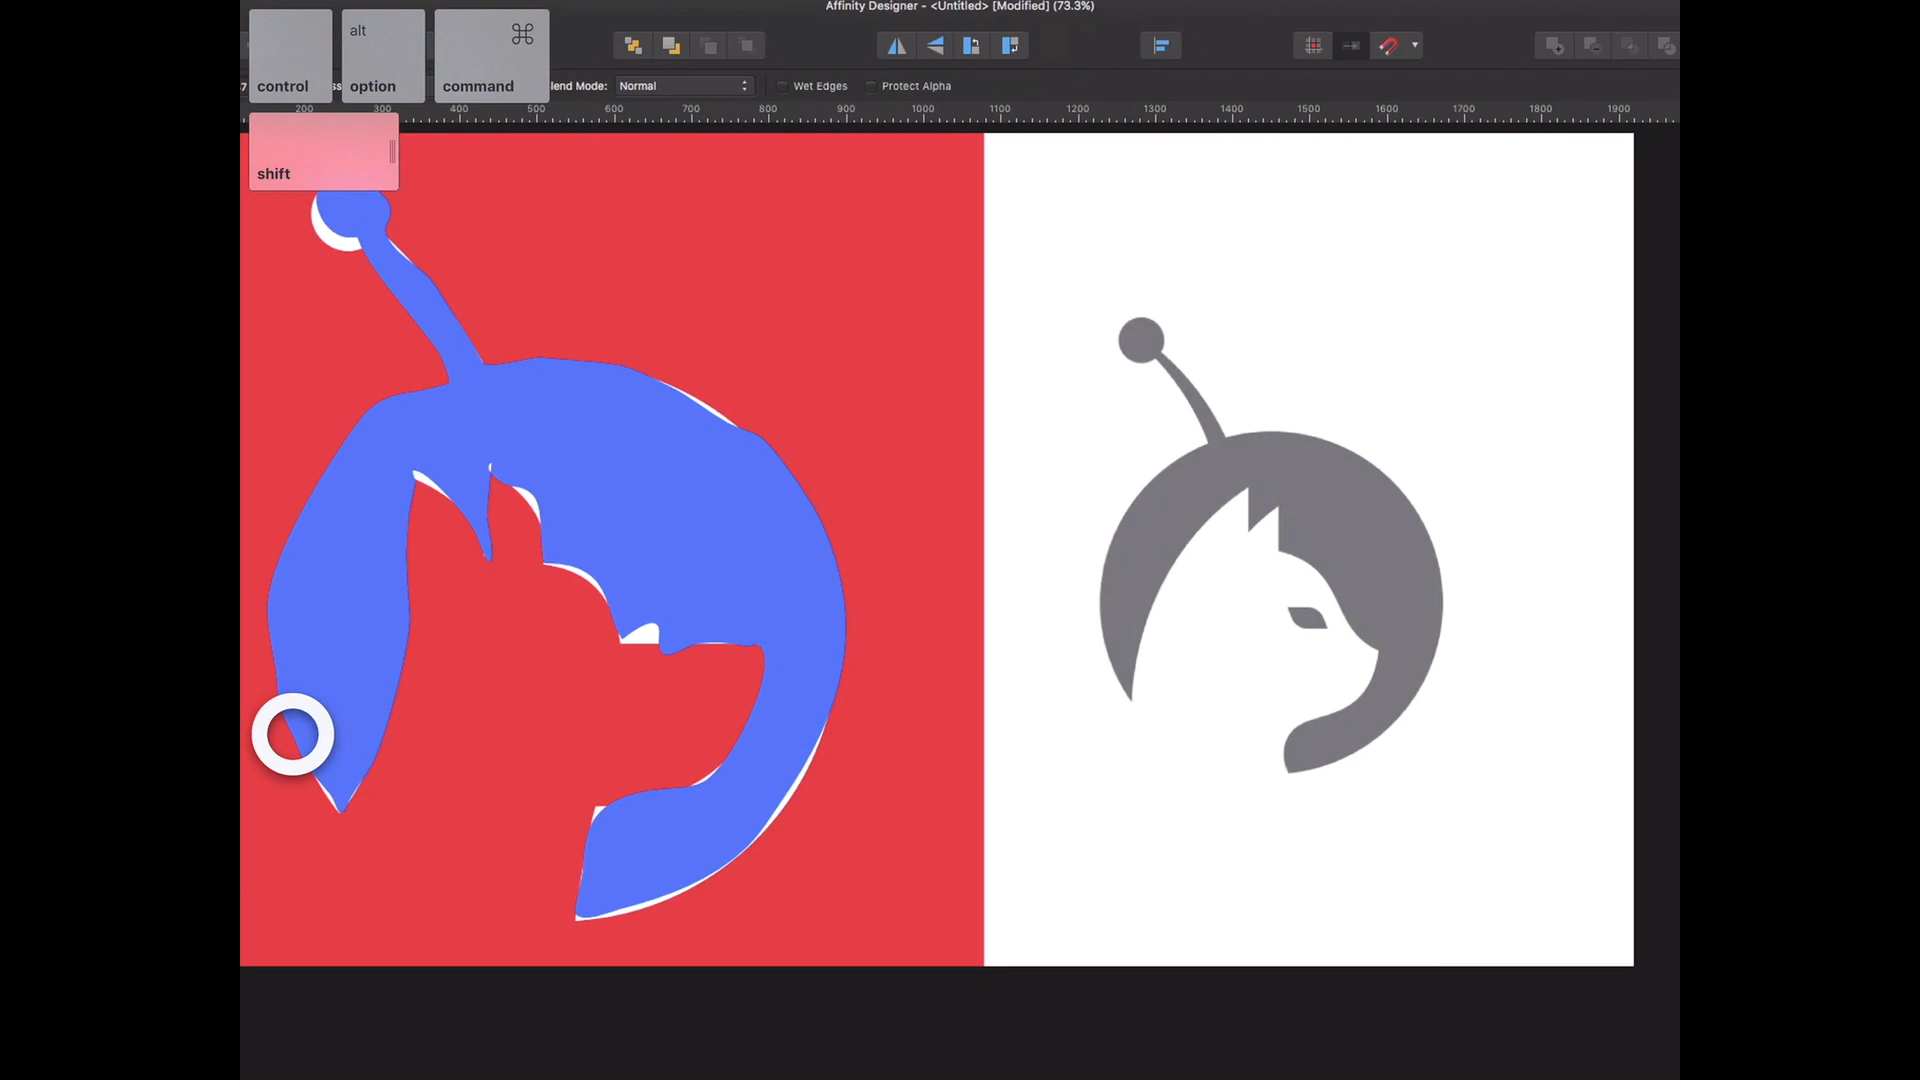 Affinity Designer - <Untitled> [Modified] (73.3%)
alt
control
option
command
lend Mode:
Normal
Wet Edges
Protect Alpha
200 300 400 500 600 700 800 900 1000 1100 1200 1300 1400 1500 1600 1700 1800 1900
shift